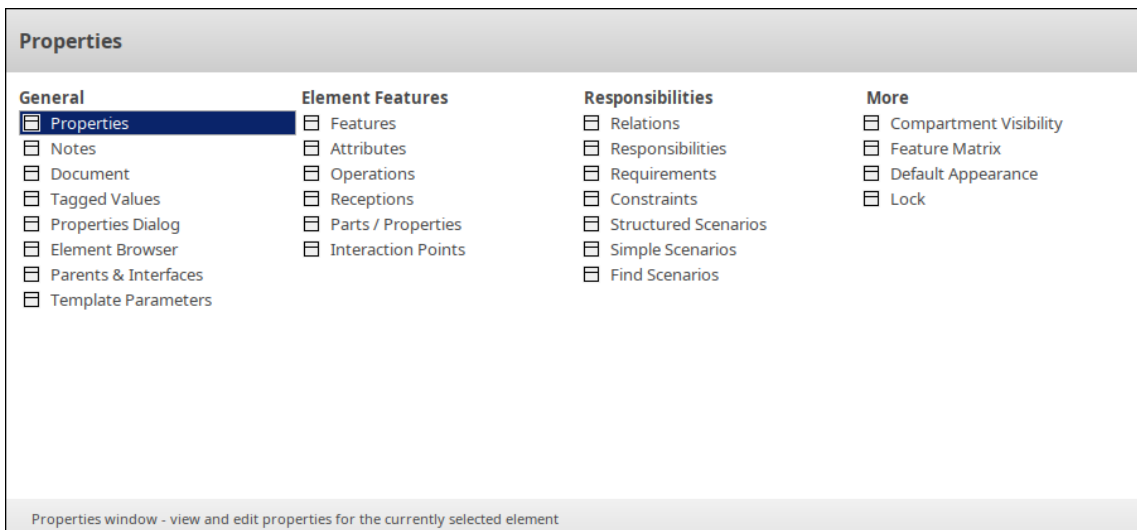 Properties
General
Properties
Notes
Document
Tagged Values
Properties Dialog
Element Browser
Parents & Interfaces
Template Parameters
Element Features
Features
Attributes
Operations
Receptions
Parts / Properties
Interaction Points
Responsibilities
Relations
Responsibilities
Requirements
Constraints
Structured Scenarios
Simple Scenarios
Find Scenarios
More
Compartment Visibility
Feature Matrix
Default Appearance
Lock
Properties window - view and edit properties for the currently selected element